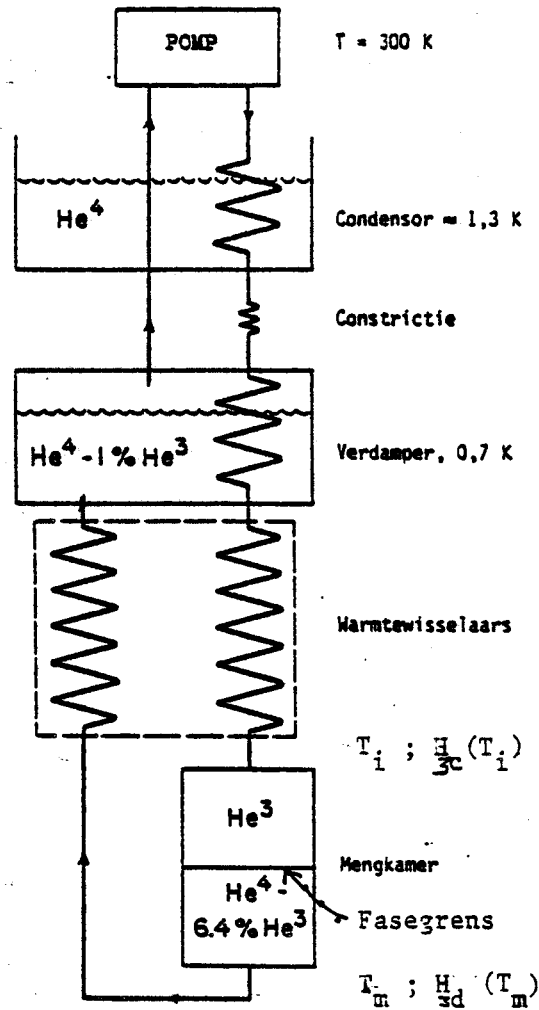 POMP
T = 300 K
He⁴
Condensor ≈ 1,3 K
Constrictie
He⁴-1%He³
Verdamper, 0,7 K
Warmtewisselaars
Tᵢ ; H₃c(Tᵢ)
He³
Mengkamer
He⁴-
6.4%He³
Fasegrens
Tₘ ; H₃d (Tₘ)